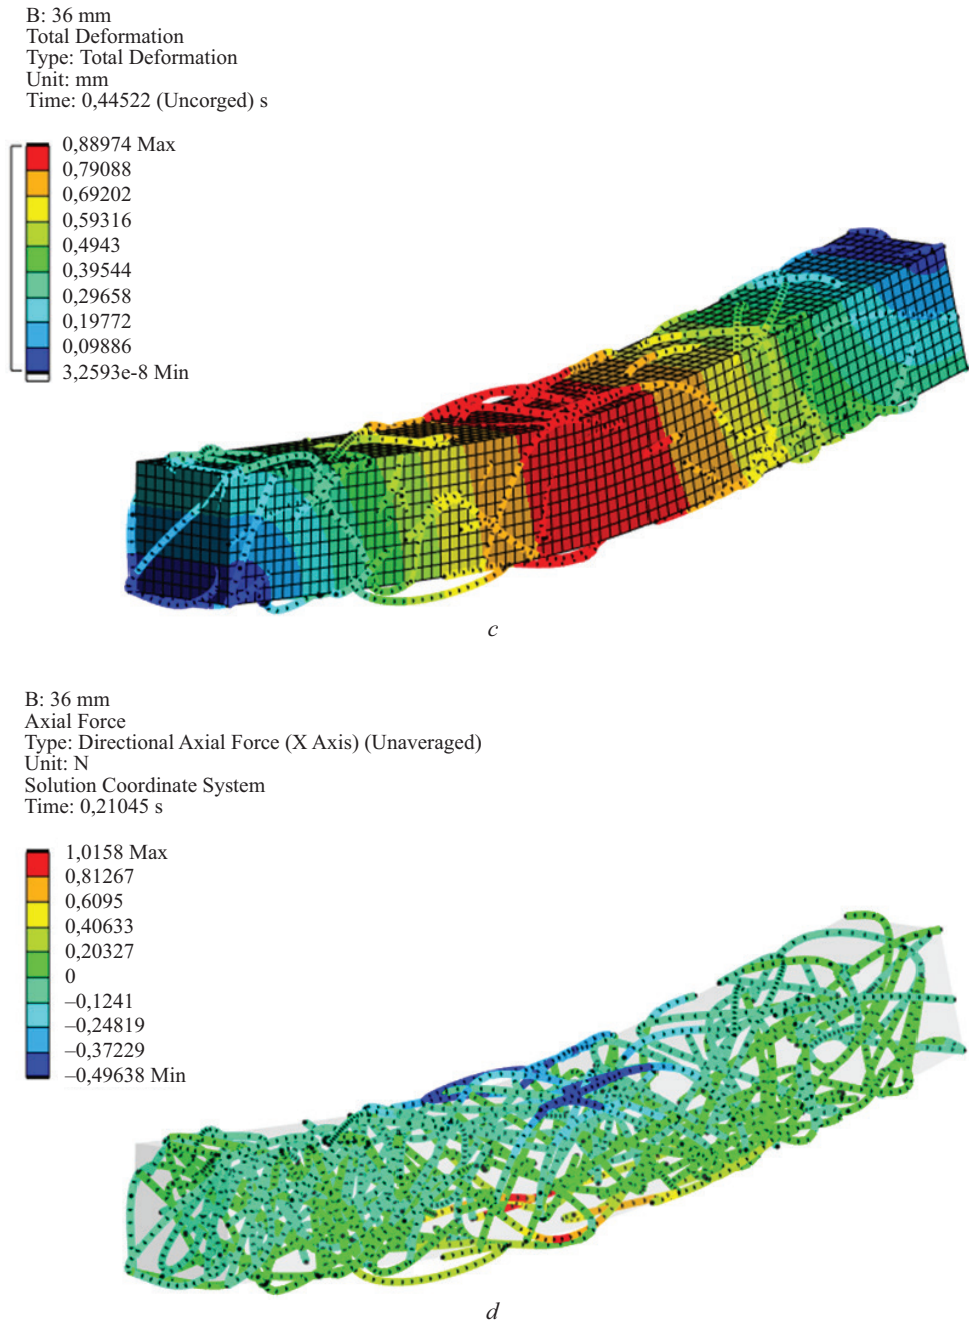 B: 36 mm
Total Deformation
Type: Total Deformation
Unit: mm
Time: 0,44522 (Uncorged) s
0,88974 Max
0,79088
0,69202
0,59316
0,4943
0,39544
0,29658
0,19772
0,09886
3,2593e-8 Min
c
B: 36 mm
Axial Force
Type: Directional Axial Force (X Axis) (Unaveraged)
Unit: N
Solution Coordinate System
Time: 0,21045 s
1,0158 Max
0,81267
0,6095
0,40633
0,20327
0
–0,1241
–0,24819
–0,37229
–0,49638 Min
d